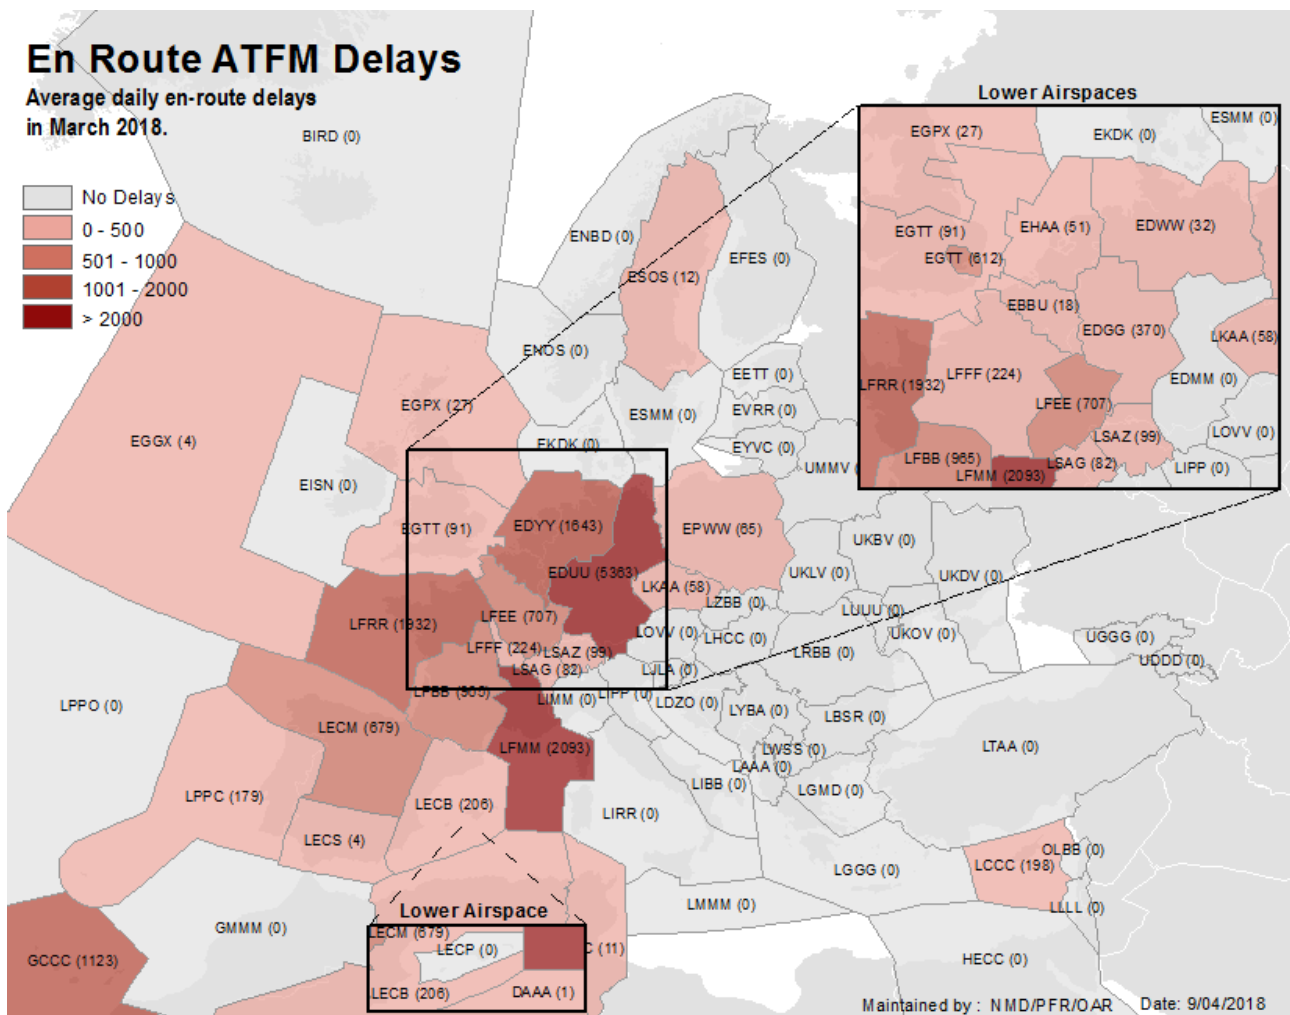 En Route ATFM Delays
Average daily en-route delays
in March 2018.
No Delays
0 - 500
501 - 1000
1001 - 2000
> 2000
Lower Airspaces
EGPX (27)
EKDK (0)
ESMM (0)
EGTT (91)
EHAA (51)
EDWW (32)
EGTT (612)
EBBU (18)
EDGG (370)
LKAA (58)
LFRR (1932)
LFFF (224)
EDMM (0)
LFEE (707)
LSAZ (99)
LOVV (0)
LFBB (965)
LSAG (82)
LIPP (0)
LFMM (2093)
BIRD (0)
ENBD (0)
ESOS (12)
EFES (0)
ENOS (0)
EETT (0)
EGPX (27)
ESMM (0)
EVRR (0)
EGGX (4)
EKDK (0)
EYVC (0)
UMMV (0)
EISN (0)
EGTT (91)
EDYY (1643)
EPWW (65)
UKBV (0)
EDUU (5363)
UKLV (0)
UKDV (0)
LKAA (58)
LZBB (0)
LFRR (1932)
LFEE (707)
LUUU (0)
LOVV (0)
LHCC (0)
UKOV (0)
UGGG (0)
LFFF (224)
LSAZ (99)
LRBB (0)
UDDD (0)
LSAG (82)
LJLA (0)
LFBB (965)
LIMM (0)
LIPP (0)
LDZO (0)
LPPO (0)
LECM (679)
LYBA (0)
LBSR (0)
LFMM (2093)
LWSS (0)
LTAA (0)
LAAA (0)
LPPC (179)
LECB (206)
LIBB (0)
LGMD (0)
LIRR (0)
LECS (4)
OLBB (0)
LCCC (198)
LGGG (0)
LMMM (0)
LLLL (0)
GMMM (0)
Lower Airspace
LECM (679)
LECP (0)
C (11)
GCCC (1123)
HECC (0)
LECB (206)
DAAA (1)
Maintained by : NMD/PFR/OAR Date: 9/04/2018